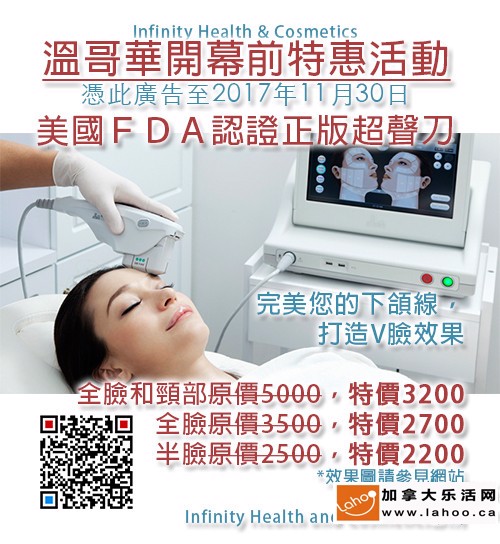 Infinity Health & Cosmetics
溫哥華開幕前特惠活動
憑此廣告至2017年11月30日
美國FDA認證正版超聲刀
完美您的下頜線，
打造V臉效果
全臉和頸部原價5000，特價3200
全臉原價3500，特價2700
半臉原價2500，特價2200
*效果圖請參見網站
Lahoo 加拿大乐活网
www.lahoo.ca
Infinity Health and